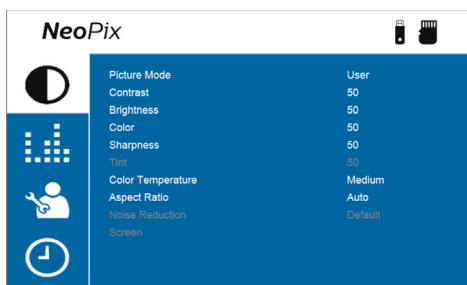 NeoPix
Picture Mode User
Contrast 50
Brightness 50
Color 50
Sharpness 50
Tint 50
Color Temperature Medium
Aspect Ratio Auto
Noise Reduction Default
Screen